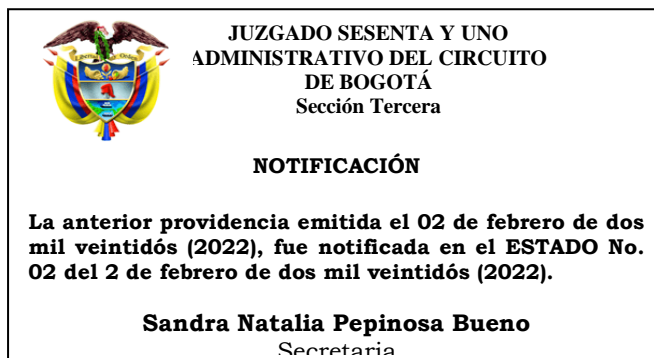 JUZGADO SESENTA Y UNO
ADMINISTRATIVO DEL CIRCUITO
DE BOGOTÁ
Sección Tercera
NOTIFICACIÓN
La anterior providencia emitida el 02 de febrero de dos
mil veintidós (2022), fue notificada en el ESTADO No.
02 del 2 de febrero de dos mil veintidós (2022).
Sandra Natalia Pepinosa Bueno
Secretaria